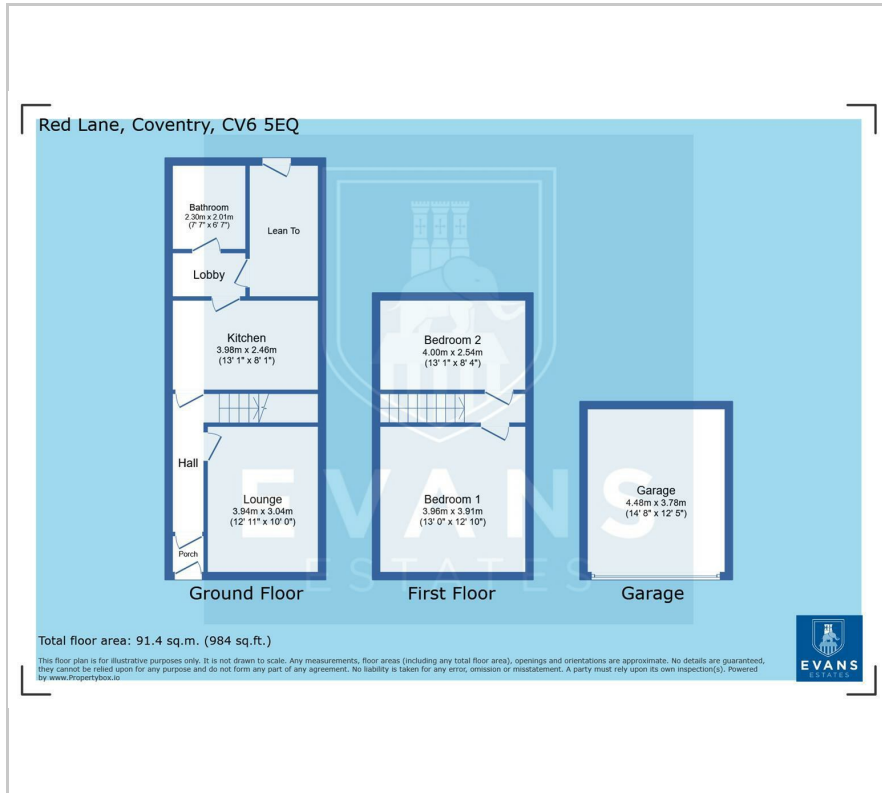 Red Lane, Coventry, CV6 5EQ
Bathroom
2.30m x 2.01m
(7' 7" x 6' 7")
Lean To
Lobby
Kitchen
3.98m x 2.46m
(13' 1" x 8' 1")
Hall
Lounge
3.94m x 3.04m
(12' 11" x 10' 0")
Porch
Ground Floor
Bedroom 2
4.00m x 2.54m
(13' 1" x 8' 4")
Bedroom 1
3.96m x 3.91m
(13' 0" x 12' 10")
First Floor
Garage
4.48m x 3.78m
(14' 8" x 12' 5")
Garage
EVANS
ESTATES
Total floor area: 91.4 sq.m. (984 sq.ft.)
This floor plan is for illustrative purposes only. It is not drawn to scale. Any measurements, floor areas (including any total floor area), openings and orientations are approximate. No details are guaranteed,
they cannot be relied upon for any purpose and do not form any part of any agreement. No liability is taken for any error, omission or misstatement. A party must rely upon its own inspection(s). Powered
by www.Propertybox.io
EVANS
ESTATES